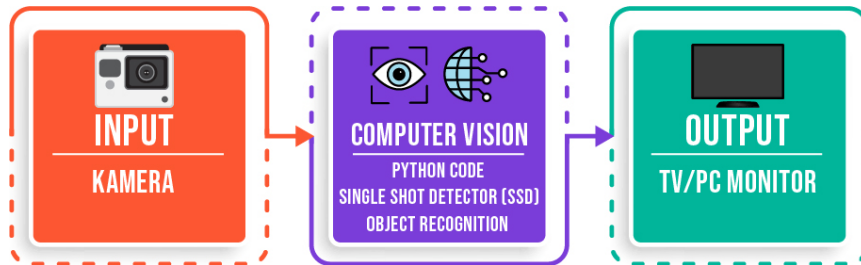 INPUT
KAMERA
COMPUTER VISION
PYTHON CODE
SINGLE SHOT DETECTOR (SSD)
OBJECT RECOGNITION
OUTPUT
TV/PC MONITOR